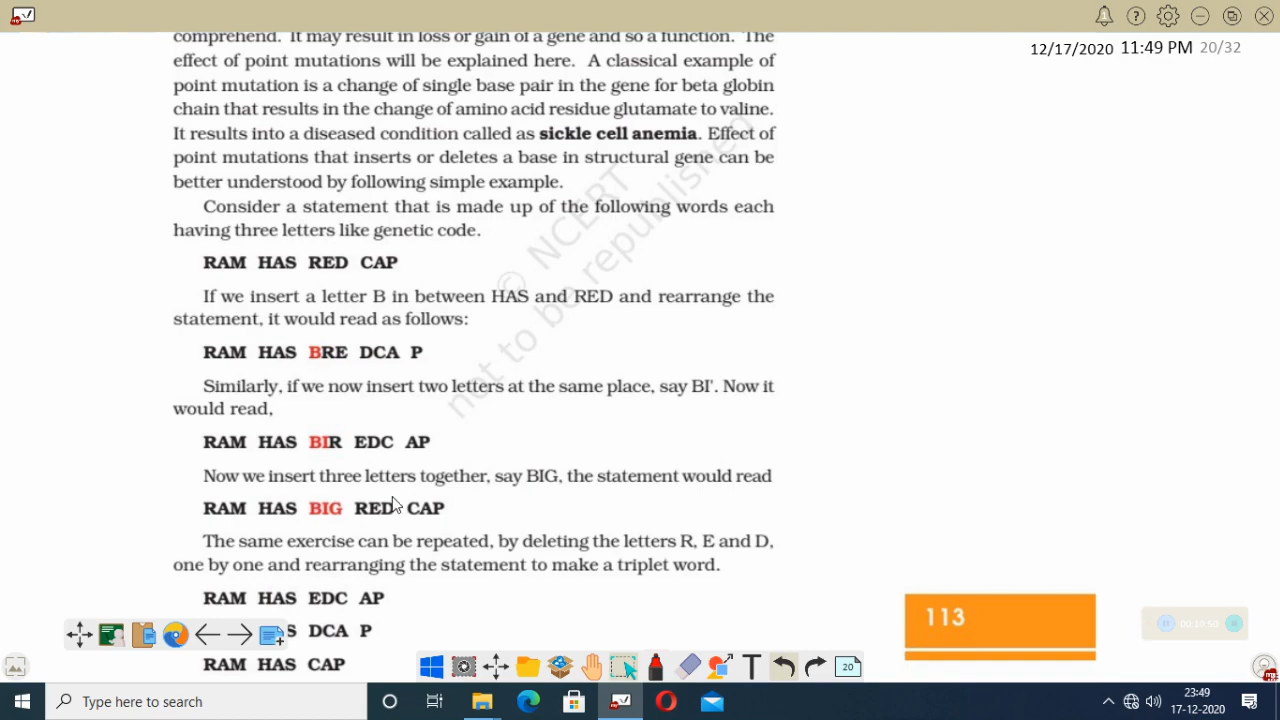 12/17/2020 11:49 PM 20/32
comprehend. It may result in loss or gain of a gene and so a function. The
effect of point mutations will be explained here. A classical example of
point mutation is a change of single base pair in the gene for beta globin
chain that results in the change of amino acid residue glutamate to valine.
It results into a diseased condition called as sickle cell anemia. Effect of
point mutations that inserts or deletes a base in structural gene can be
better understood by following simple example.
Consider a statement that is made up of the following words each
having three letters like genetic code.
RAM HAS RED CAP
If we insert a letter B in between HAS and RED and rearrange the
statement, it would read as follows:
RAM HAS BRE DCA P
Similarly, if we now insert two letters at the same place, say BI'. Now it
would read,
RAM HAS BIR EDC AP
Now we insert three letters together, say BIG, the statement would read
RAM HAS BIG RED CAP
The same exercise can be repeated, by deleting the letters R, E and D,
one by one and rearranging the statement to make a triplet word.
RAM HAS EDC AP
S DCA P
RAM HAS CAP
© NCERT
not to be republished
113
00:10:50
T
20
Type here to search
23:49
17-12-2020